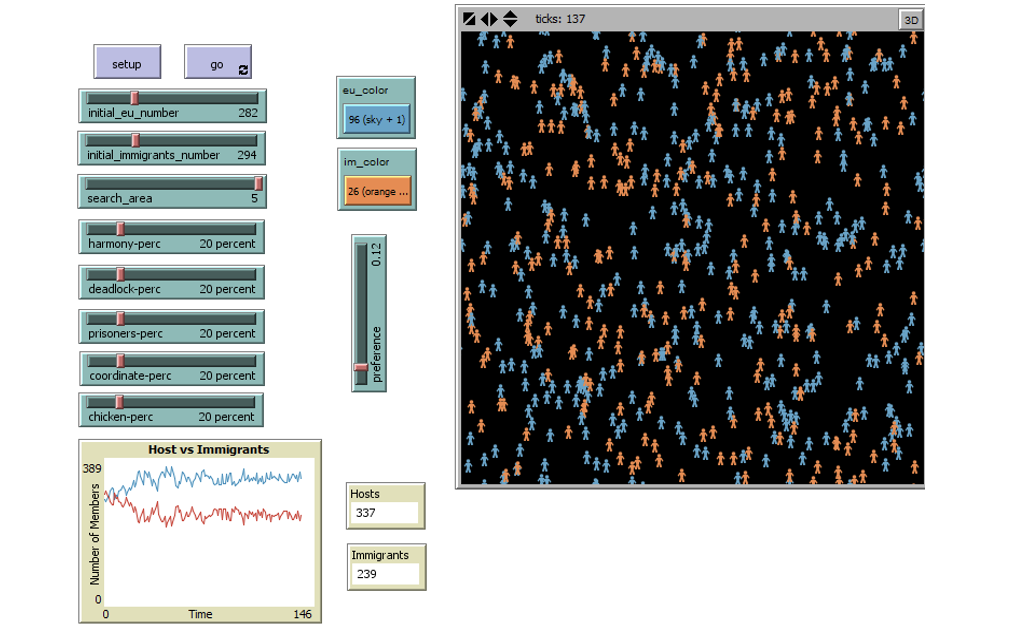 ticks: 137
3D
setup
go
initial_eu_number 282
initial_immigrants_number 294
search_area 5
harmony-perc 20 percent
deadlock-perc 20 percent
prisoners-perc 20 percent
coordinate-perc 20 percent
chicken-perc 20 percent
eu_color
96 (sky + 1)
im_color
26 (orange ...
preference 0.12
Host vs Immigrants
389
Number of Members
0
0 Time 146
Hosts
337
Immigrants
239